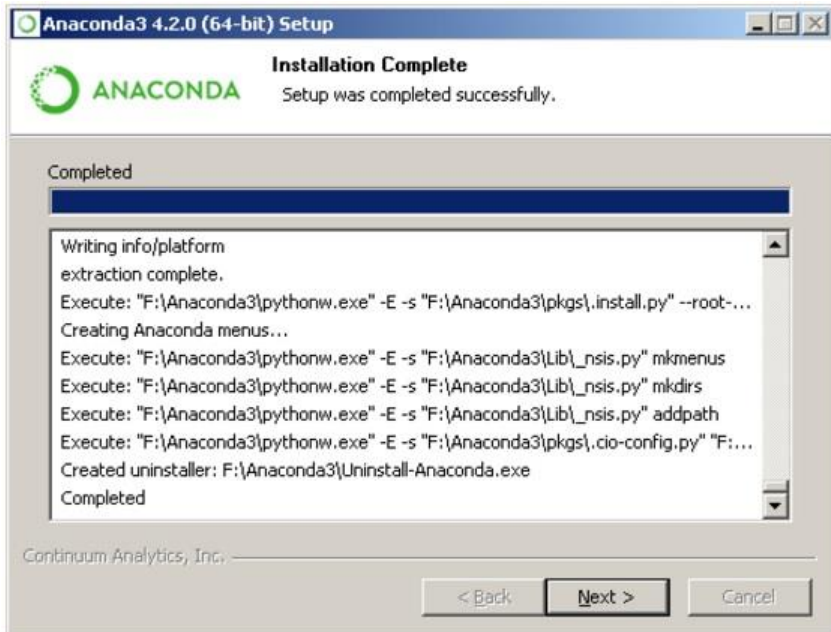 Anaconda3 4.2.0 (64-bit) Setup
ANACONDA
Installation Complete
Setup was completed successfully.
Completed
Writing info/platform
extraction complete.
Execute: "F:\Anaconda3\pythonw.exe" -E -s "F:\Anaconda3\pkgs\.install.py" --root-...
Creating Anaconda menus...
Execute: "F:\Anaconda3\pythonw.exe" -E -s "F:\Anaconda3\Lib\_nsis.py" mkmenus
Execute: "F:\Anaconda3\pythonw.exe" -E -s "F:\Anaconda3\Lib\_nsis.py" mkdirs
Execute: "F:\Anaconda3\pythonw.exe" -E -s "F:\Anaconda3\Lib\_nsis.py" addpath
Execute: "F:\Anaconda3\pythonw.exe" -E -s "F:\Anaconda3\pkgs\.cio-config.py" "F:...
Created uninstaller: F:\Anaconda3\Uninstall-Anaconda.exe
Completed
Continuum Analytics, Inc.
< Back Next > Cancel